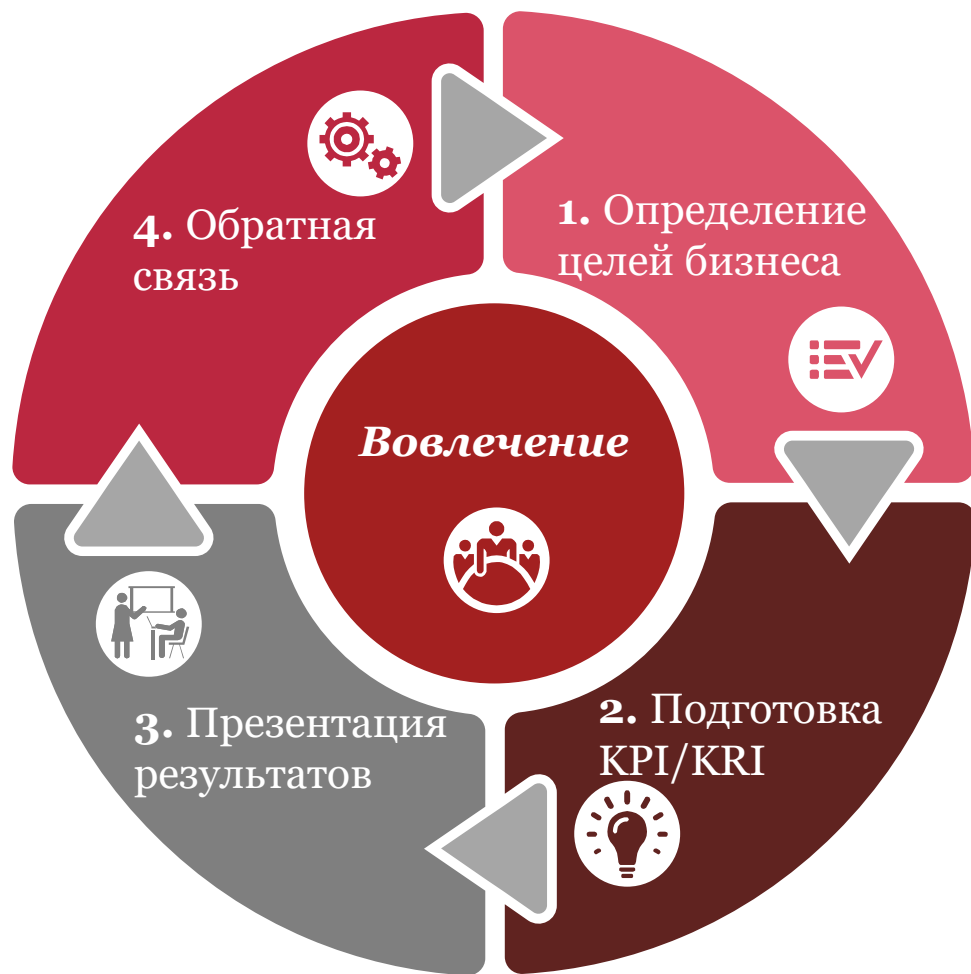 1. Определение
целей бизнеса
2. Подготовка
KPI/KRI
3. Презентация
результатов
4. Обратная
связь
Вовлечение